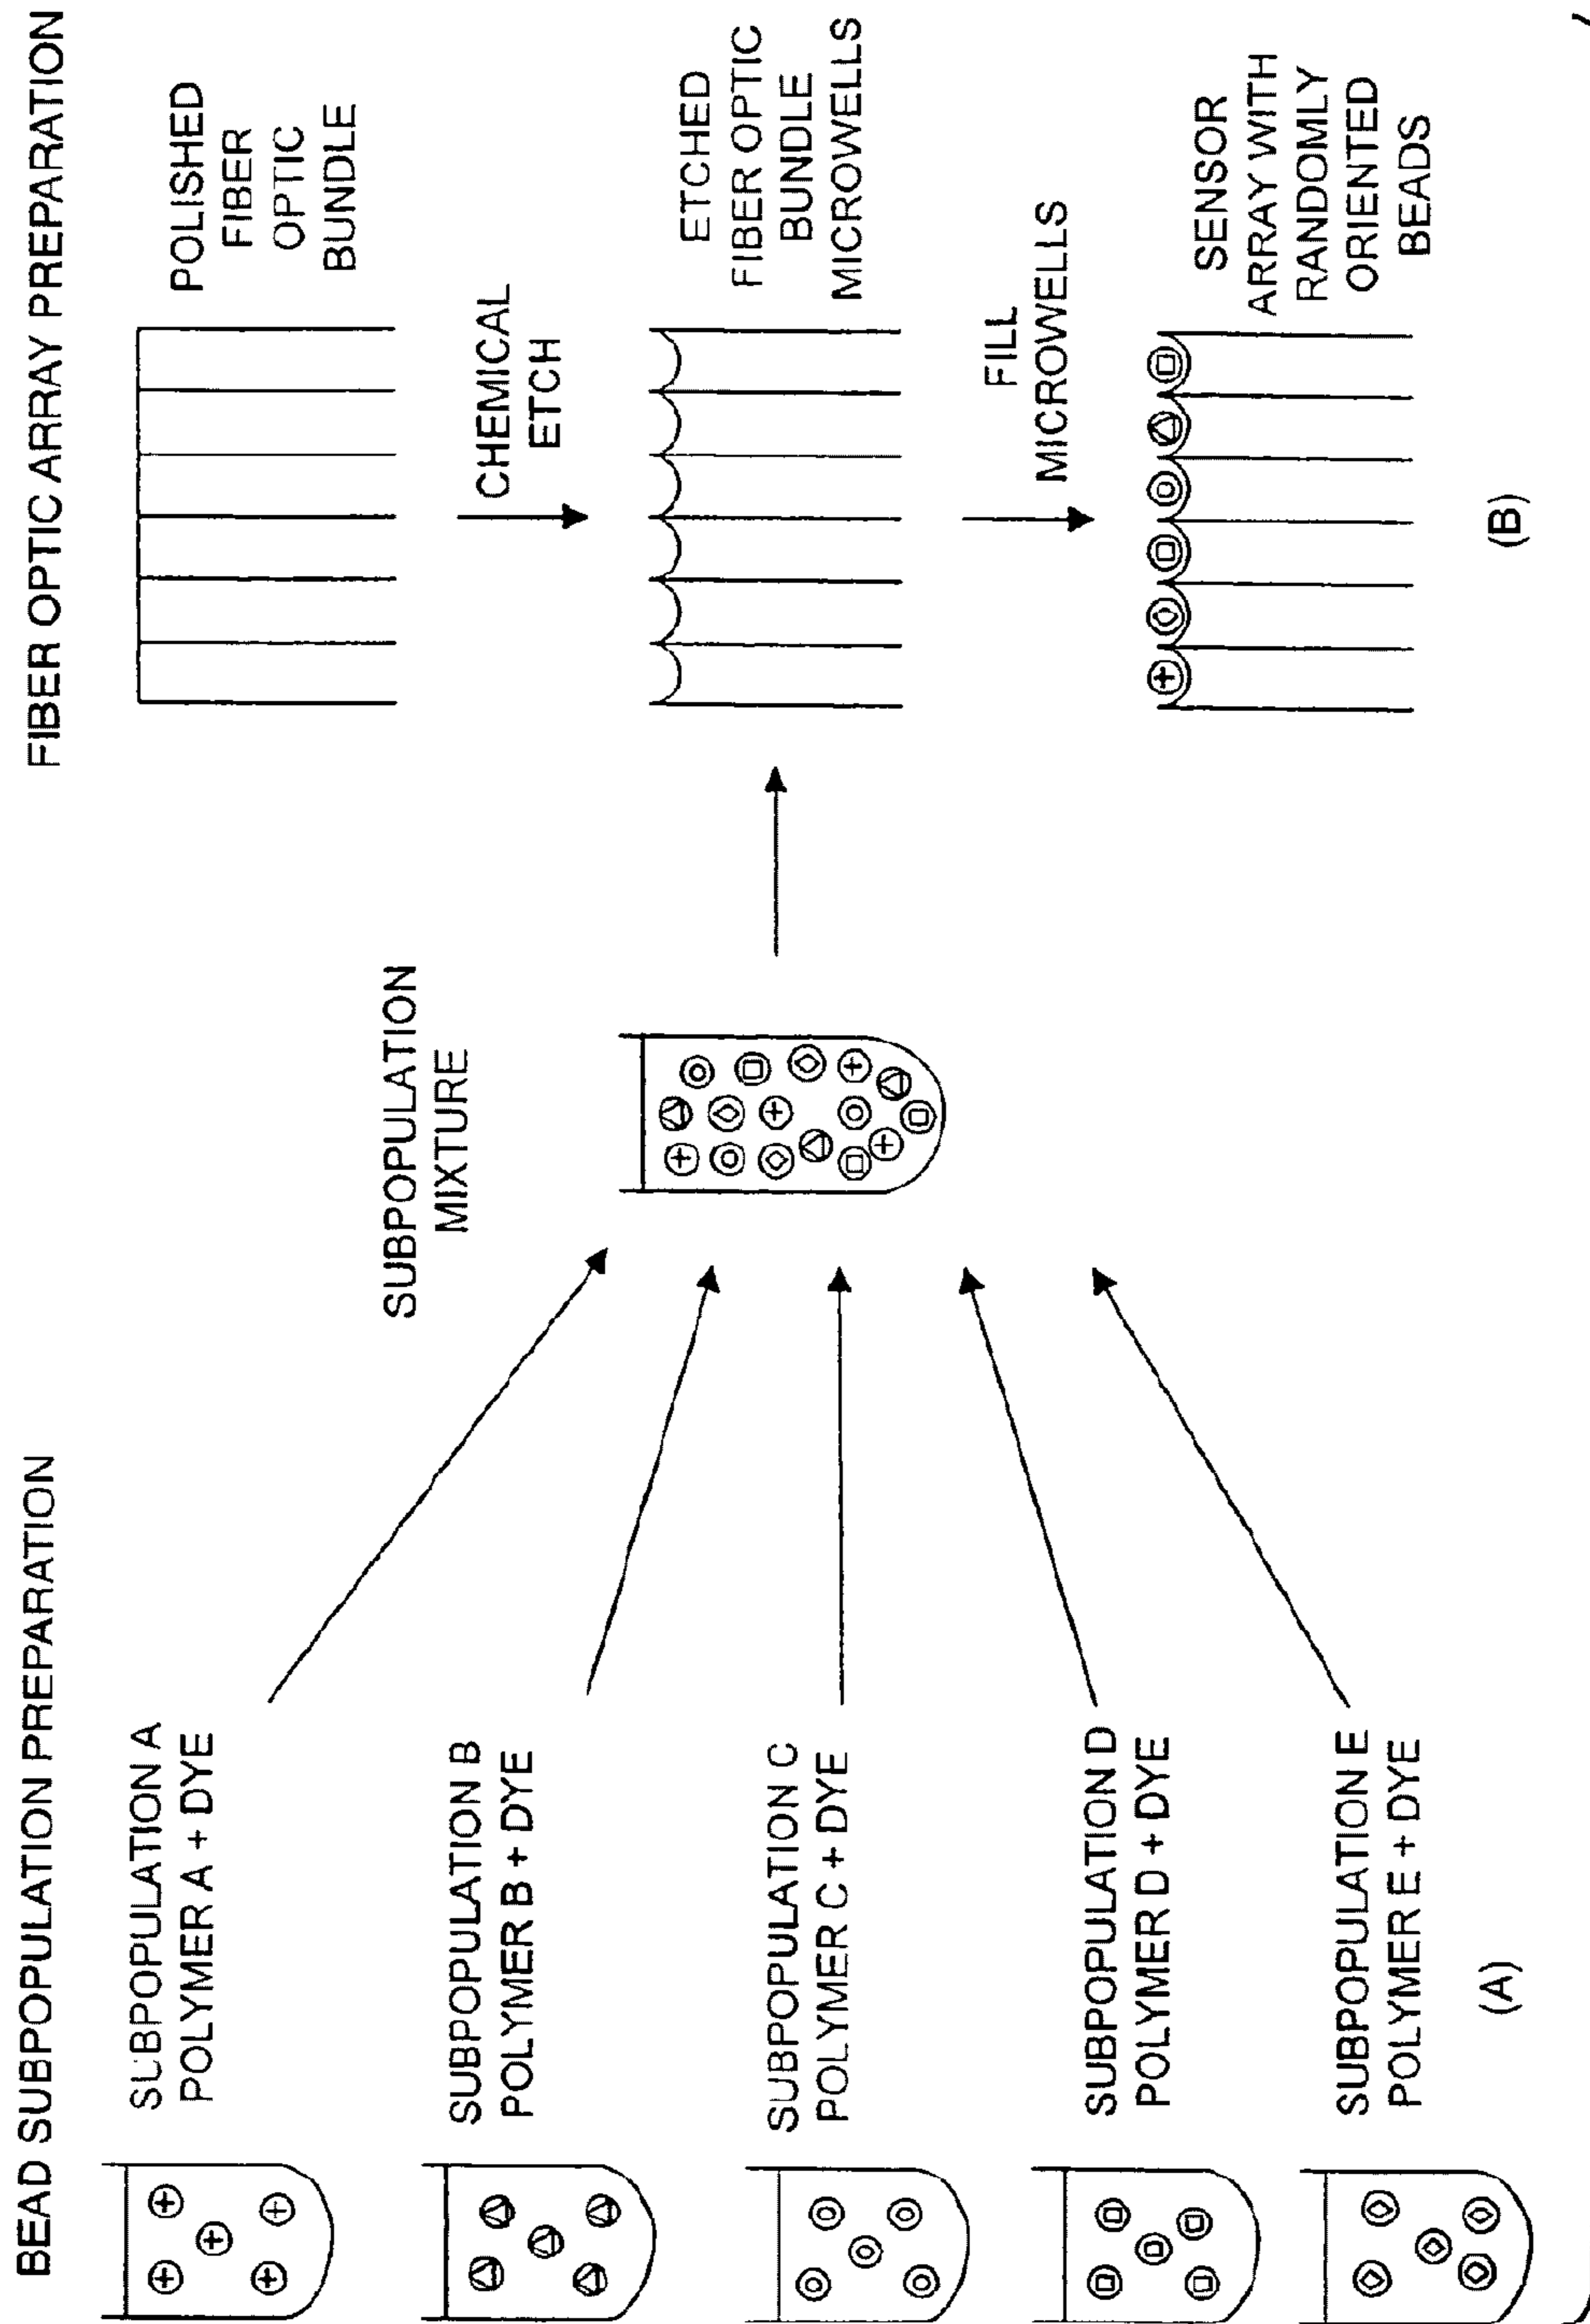 BEAD SUBPOPULATION PREPARATION
SUBPOPULATION A
POLYMER A + DYE
SUBPOPULATION B
POLYMER B + DYE
SUBPOPULATION C
POLYMER C + DYE
SUBPOPULATION D
POLYMER D + DYE
SUBPOPULATION E
POLYMER E + DYE
(A)
SUBPOPULATION
MIXTURE
FIBER OPTIC ARRAY PREPARATION
POLISHED
FIBER
OPTIC
BUNDLE
CHEMICAL
ETCH
ETCHED
FIBER OPTIC
BUNDLE
MICROWELLS
FILL
MICROWELLS
SENSOR
ARRAY WITH
RANDOMLY
ORIENTED
BEADS
(B)